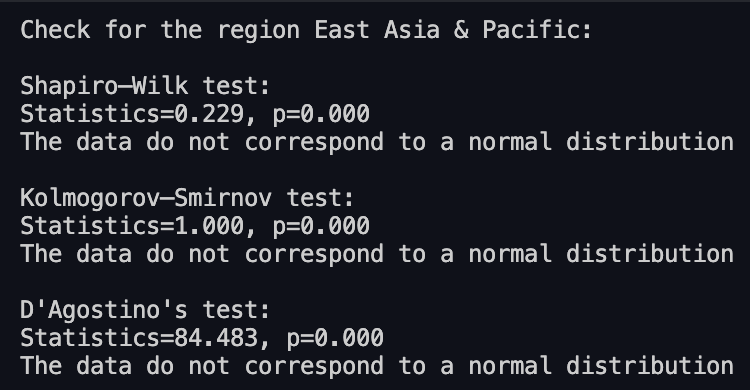 Check for the region East Asia & Pacific:
Shapiro–Wilk test:
Statistics=0.229, p=0.000
The data do not correspond to a normal distribution
Kolmogorov–Smirnov test:
Statistics=1.000, p=0.000
The data do not correspond to a normal distribution
D'Agostino's test:
Statistics=84.483, p=0.000
The data do not correspond to a normal distribution